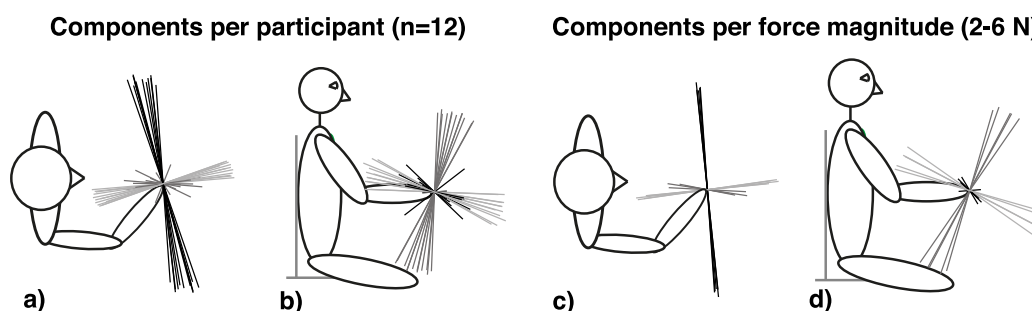 Components per participant (n=12)
Components per force magnitude (2-6 N)
a)
b)
c)
d)